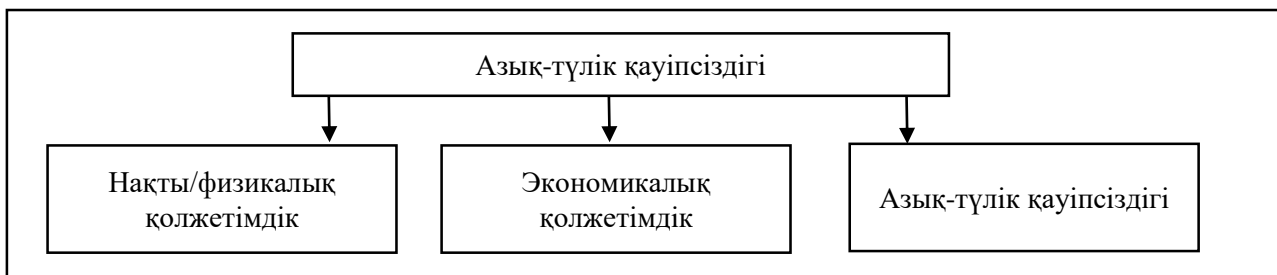 Азық-түлік қауіпсіздігі
Нақты/физикалық
қолжетімдік
Экономикалық
қолжетімдік
Азық-түлік қауіпсіздігі